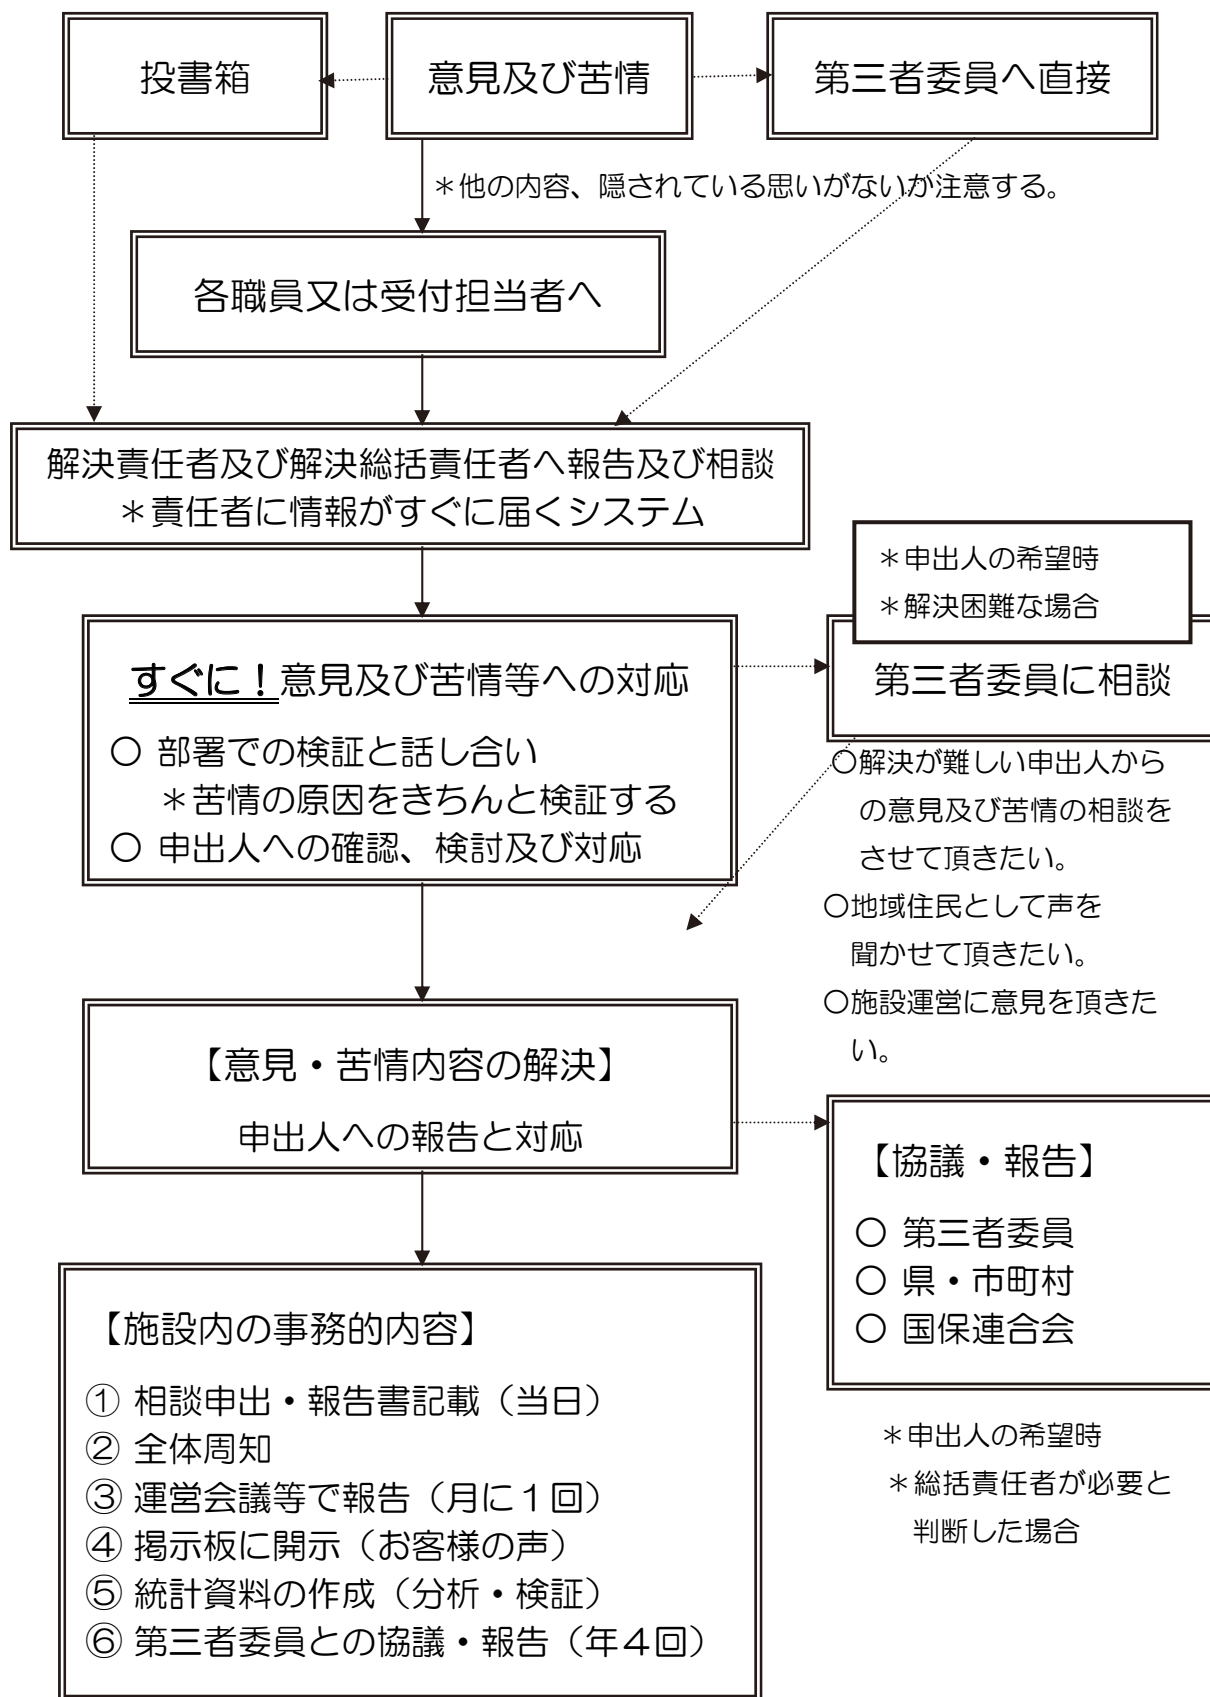 投書箱
意見及び苦情
第三者委員へ直接
＊他の内容、隠されている思いがないか注意する。
各職員又は受付担当者へ
解決責任者及び解決総括責任者へ報告及び相談
＊責任者に情報がすぐに届くシステム
＊申出人の希望時
＊解決困難な場合
すぐに！意見及び苦情等への対応
○ 部署での検証と話し合い
＊苦情の原因をきちんと検証する
○ 申出人への確認、検討及び対応
第三者委員に相談
○解決が難しい申出人から
の意見及び苦情の相談を
させて頂きたい。
○地域住民として声を
聞かせて頂きたい。
○施設運営に意見を頂きた
い。
【意見・苦情内容の解決】
申出人への報告と対応
【協議・報告】
○ 第三者委員
○ 県・市町村
○ 国保連合会
＊申出人の希望時
＊総括責任者が必要と
判断した場合
【施設内の事務的内容】
① 相談申出・報告書記載（当日）
② 全体周知
③ 運営会議等で報告（月に１回）
④ 掲示板に開示（お客様の声）
⑤ 統計資料の作成（分析・検証）
⑥ 第三者委員との協議・報告（年４回）